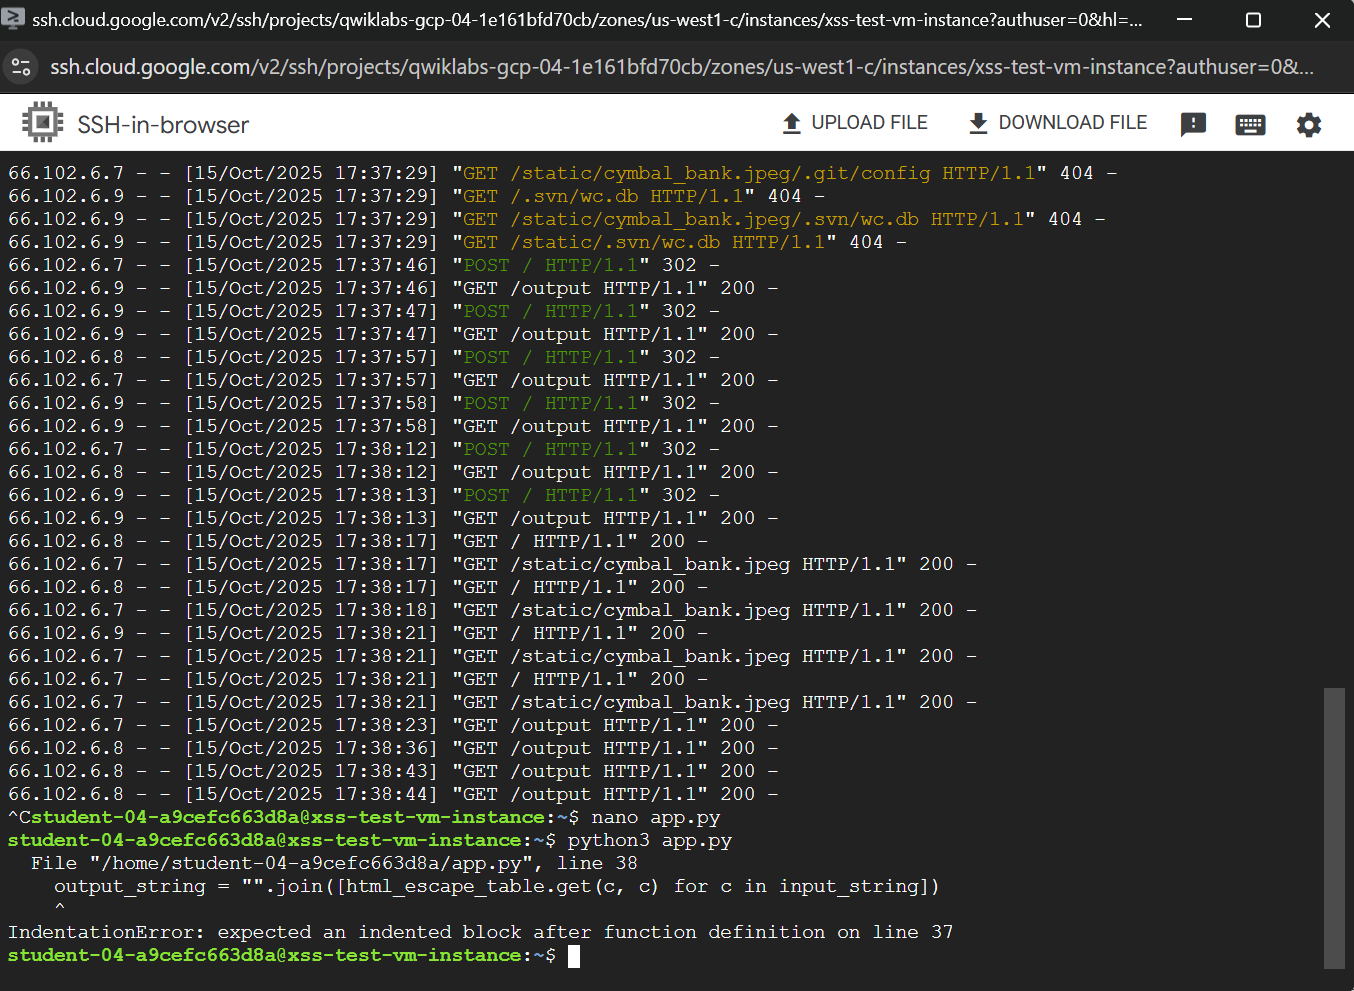 ssh.cloud.google.com/v2/ssh/projects/qwiklabs-gcp-04-1e161bfd70cb/zones/us-west1-c/instances/xss-test-vm-instance?authuser=0&hl=...
ssh.cloud.google.com/v2/ssh/projects/qwiklabs-gcp-04-1e161bfd70cb/zones/us-west1-c/instances/xss-test-vm-instance?authuser=0&...
SSH-in-browser UPLOAD FILE DOWNLOAD FILE
66.102.6.7 - - [15/Oct/2025 17:37:29] "GET /static/cymbal_bank.jpeg/.git/config HTTP/1.1" 404 -
66.102.6.9 - - [15/Oct/2025 17:37:29] "GET /.svn/wc.db HTTP/1.1" 404 -
66.102.6.9 - - [15/Oct/2025 17:37:29] "GET /static/cymbal_bank.jpeg/.svn/wc.db HTTP/1.1" 404 -
66.102.6.9 - - [15/Oct/2025 17:37:29] "GET /static/.svn/wc.db HTTP/1.1" 404 -
66.102.6.7 - - [15/Oct/2025 17:37:46] "POST / HTTP/1.1" 302 -
66.102.6.9 - - [15/Oct/2025 17:37:46] "GET /output HTTP/1.1" 200 -
66.102.6.9 - - [15/Oct/2025 17:37:47] "POST / HTTP/1.1" 302 -
66.102.6.9 - - [15/Oct/2025 17:37:47] "GET /output HTTP/1.1" 200 -
66.102.6.8 - - [15/Oct/2025 17:37:57] "POST / HTTP/1.1" 302 -
66.102.6.7 - - [15/Oct/2025 17:37:57] "GET /output HTTP/1.1" 200 -
66.102.6.9 - - [15/Oct/2025 17:37:58] "POST / HTTP/1.1" 302 -
66.102.6.9 - - [15/Oct/2025 17:37:58] "GET /output HTTP/1.1" 200 -
66.102.6.7 - - [15/Oct/2025 17:38:12] "POST / HTTP/1.1" 302 -
66.102.6.8 - - [15/Oct/2025 17:38:12] "GET /output HTTP/1.1" 200 -
66.102.6.9 - - [15/Oct/2025 17:38:13] "POST / HTTP/1.1" 302 -
66.102.6.9 - - [15/Oct/2025 17:38:13] "GET /output HTTP/1.1" 200 -
66.102.6.8 - - [15/Oct/2025 17:38:17] "GET / HTTP/1.1" 200 -
66.102.6.7 - - [15/Oct/2025 17:38:17] "GET /static/cymbal_bank.jpeg HTTP/1.1" 200 -
66.102.6.8 - - [15/Oct/2025 17:38:17] "GET / HTTP/1.1" 200 -
66.102.6.7 - - [15/Oct/2025 17:38:18] "GET /static/cymbal_bank.jpeg HTTP/1.1" 200 -
66.102.6.9 - - [15/Oct/2025 17:38:21] "GET / HTTP/1.1" 200 -
66.102.6.7 - - [15/Oct/2025 17:38:21] "GET /static/cymbal_bank.jpeg HTTP/1.1" 200 -
66.102.6.7 - - [15/Oct/2025 17:38:21] "GET / HTTP/1.1" 200 -
66.102.6.7 - - [15/Oct/2025 17:38:21] "GET /static/cymbal_bank.jpeg HTTP/1.1" 200 -
66.102.6.7 - - [15/Oct/2025 17:38:23] "GET /output HTTP/1.1" 200 -
66.102.6.8 - - [15/Oct/2025 17:38:36] "GET /output HTTP/1.1" 200 -
66.102.6.8 - - [15/Oct/2025 17:38:43] "GET /output HTTP/1.1" 200 -
66.102.6.8 - - [15/Oct/2025 17:38:44] "GET /output HTTP/1.1" 200 -
^Cstudent-04-a9cefc663d8a@xss-test-vm-instance:~$ nano app.py
student-04-a9cefc663d8a@xss-test-vm-instance:~$ python3 app.py
  File "/home/student-04-a9cefc663d8a/app.py", line 38
    output_string = "".join([html_escape_table.get(c, c) for c in input_string])
    ^
IndentationError: expected an indented block after function definition on line 37
student-04-a9cefc663d8a@xss-test-vm-instance:~$